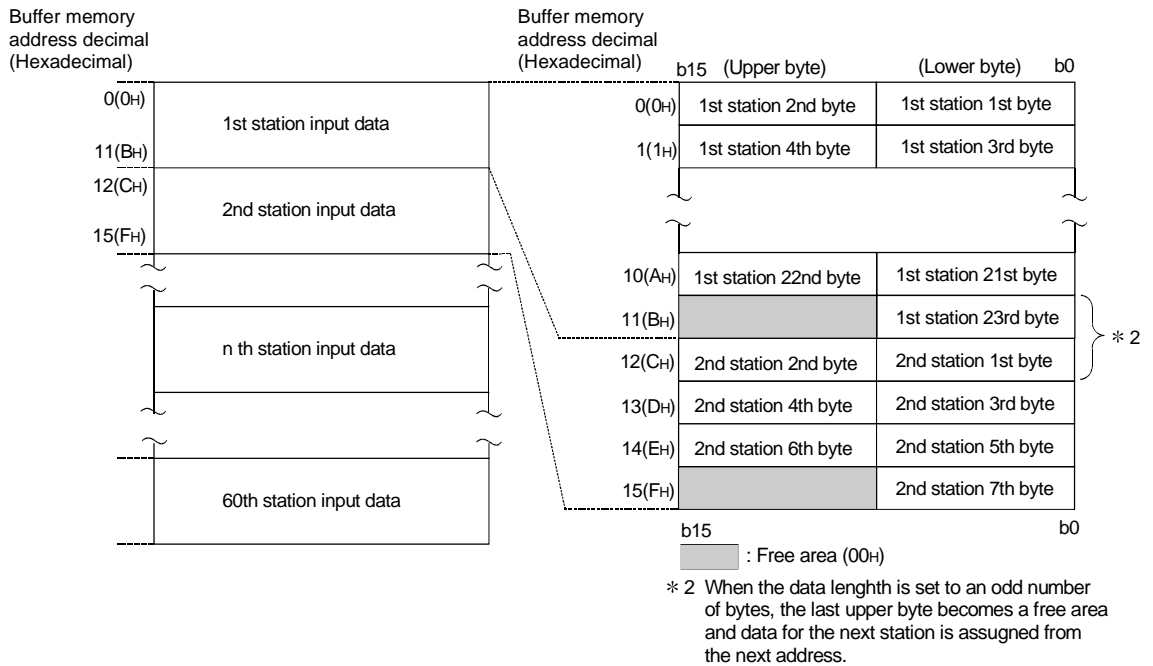 Buffer memory
address decimal
(Hexadecimal)
0(0H)
1st station input data
11(BH)
12(CH)
2nd station input data
15(FH)
n th station input data
60th station input data
Buffer memory
address decimal
(Hexadecimal)
b15 (Upper byte) (Lower byte) b0
0(0H) 1st station 2nd byte 1st station 1st byte
1(1H) 1st station 4th byte 1st station 3rd byte
10(AH) 1st station 22nd byte 1st station 21st byte
11(BH) 1st station 23rd byte
＊2
12(CH) 2nd station 2nd byte 2nd station 1st byte
13(DH) 2nd station 4th byte 2nd station 3rd byte
14(EH) 2nd station 6th byte 2nd station 5th byte
15(FH) 2nd station 7th byte
b15 b0
: Free area (00H)
＊2 When the data lenghth is set to an odd number
of bytes, the last upper byte becomes a free area
and data for the next station is assugned from
the next address.